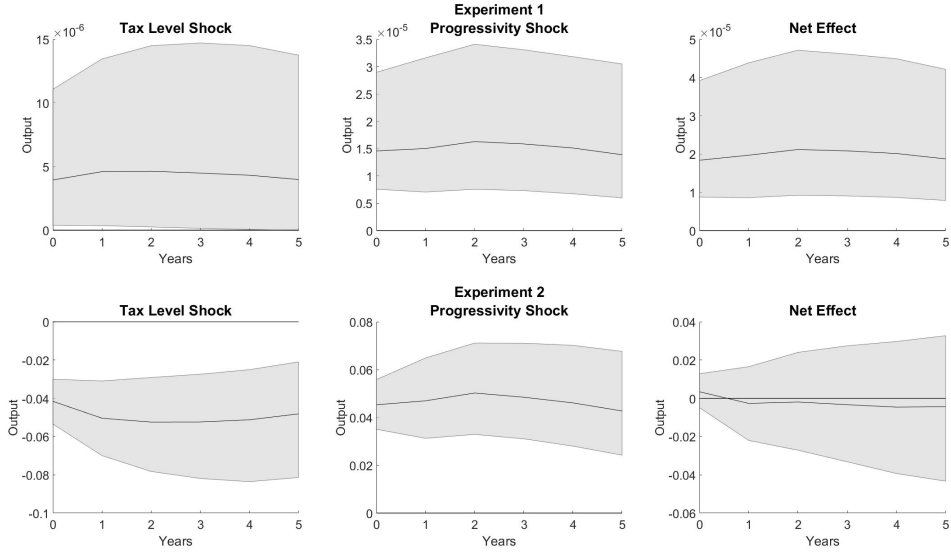 Experiment 1
Tax Level Shock
Progressivity Shock
Net Effect
×10⁻⁶
×10⁻⁵
×10⁻⁵
15
10
5
0
Output
0 1 2 3 4 5
Years
3.5
3
2.5
2
1.5
1
0.5
0
Output
0 1 2 3 4 5
Years
5
4
3
2
1
0
Output
0 1 2 3 4 5
Years
Experiment 2
Tax Level Shock
Progressivity Shock
Net Effect
0
-0.02
-0.04
-0.06
-0.08
-0.1
Output
0 1 2 3 4 5
Years
0.08
0.06
0.04
0.02
0
Output
0 1 2 3 4 5
Years
0.04
0.02
0
-0.02
-0.04
-0.06
Output
0 1 2 3 4 5
Years